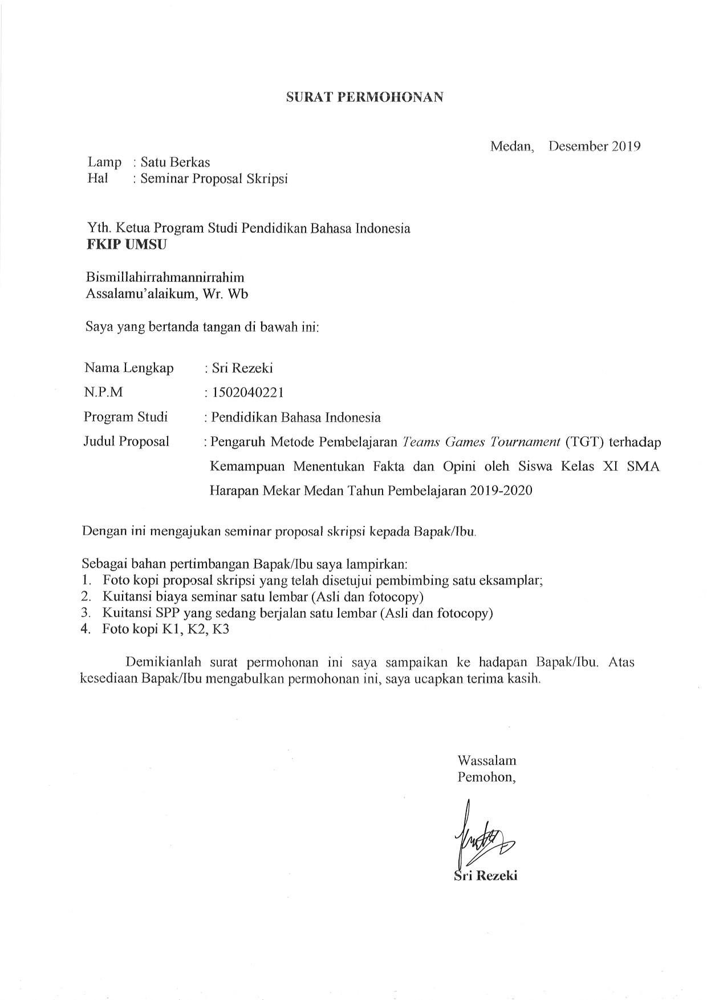 SURAT PERMOHONAN
Medan, Desember 2019
Lamp : Satu Berkas
Hal : Seminar Proposal Skripsi
Yth. Ketua Program Studi Pendidikan Bahasa Indonesia
FKIP UMSU
Bismillahirrahmannirrahim
Assalamu’alaikum, Wr. Wb
Saya yang bertanda tangan di bawah ini:
Nama Lengkap : Sri Rezeki
N.P.M : 1502040221
Program Studi : Pendidikan Bahasa Indonesia
Judul Proposal : Pengaruh Metode Pembelajaran Teams Games Tournament (TGT) terhadap
Kemampuan Menentukan Fakta dan Opini oleh Siswa Kelas XI SMA
Harapan Mekar Medan Tahun Pembelajaran 2019-2020
Dengan ini mengajukan seminar proposal skripsi kepada Bapak/Ibu.
Sebagai bahan pertimbangan Bapak/Ibu saya lampirkan:
1. Foto kopi proposal skripsi yang telah disetujui pembimbing satu eksamplar;
2. Kuitansi biaya seminar satu lembar (Asli dan fotocopy)
3. Kuitansi SPP yang sedang berjalan satu lembar (Asli dan fotocopy)
4. Foto kopi K1, K2, K3
Demikianlah surat permohonan ini saya sampaikan ke hadapan Bapak/Ibu. Atas
kesediaan Bapak/Ibu mengabulkan permohonan ini, saya ucapkan terima kasih.
Wassalam
Pemohon,
Sri Rezeki